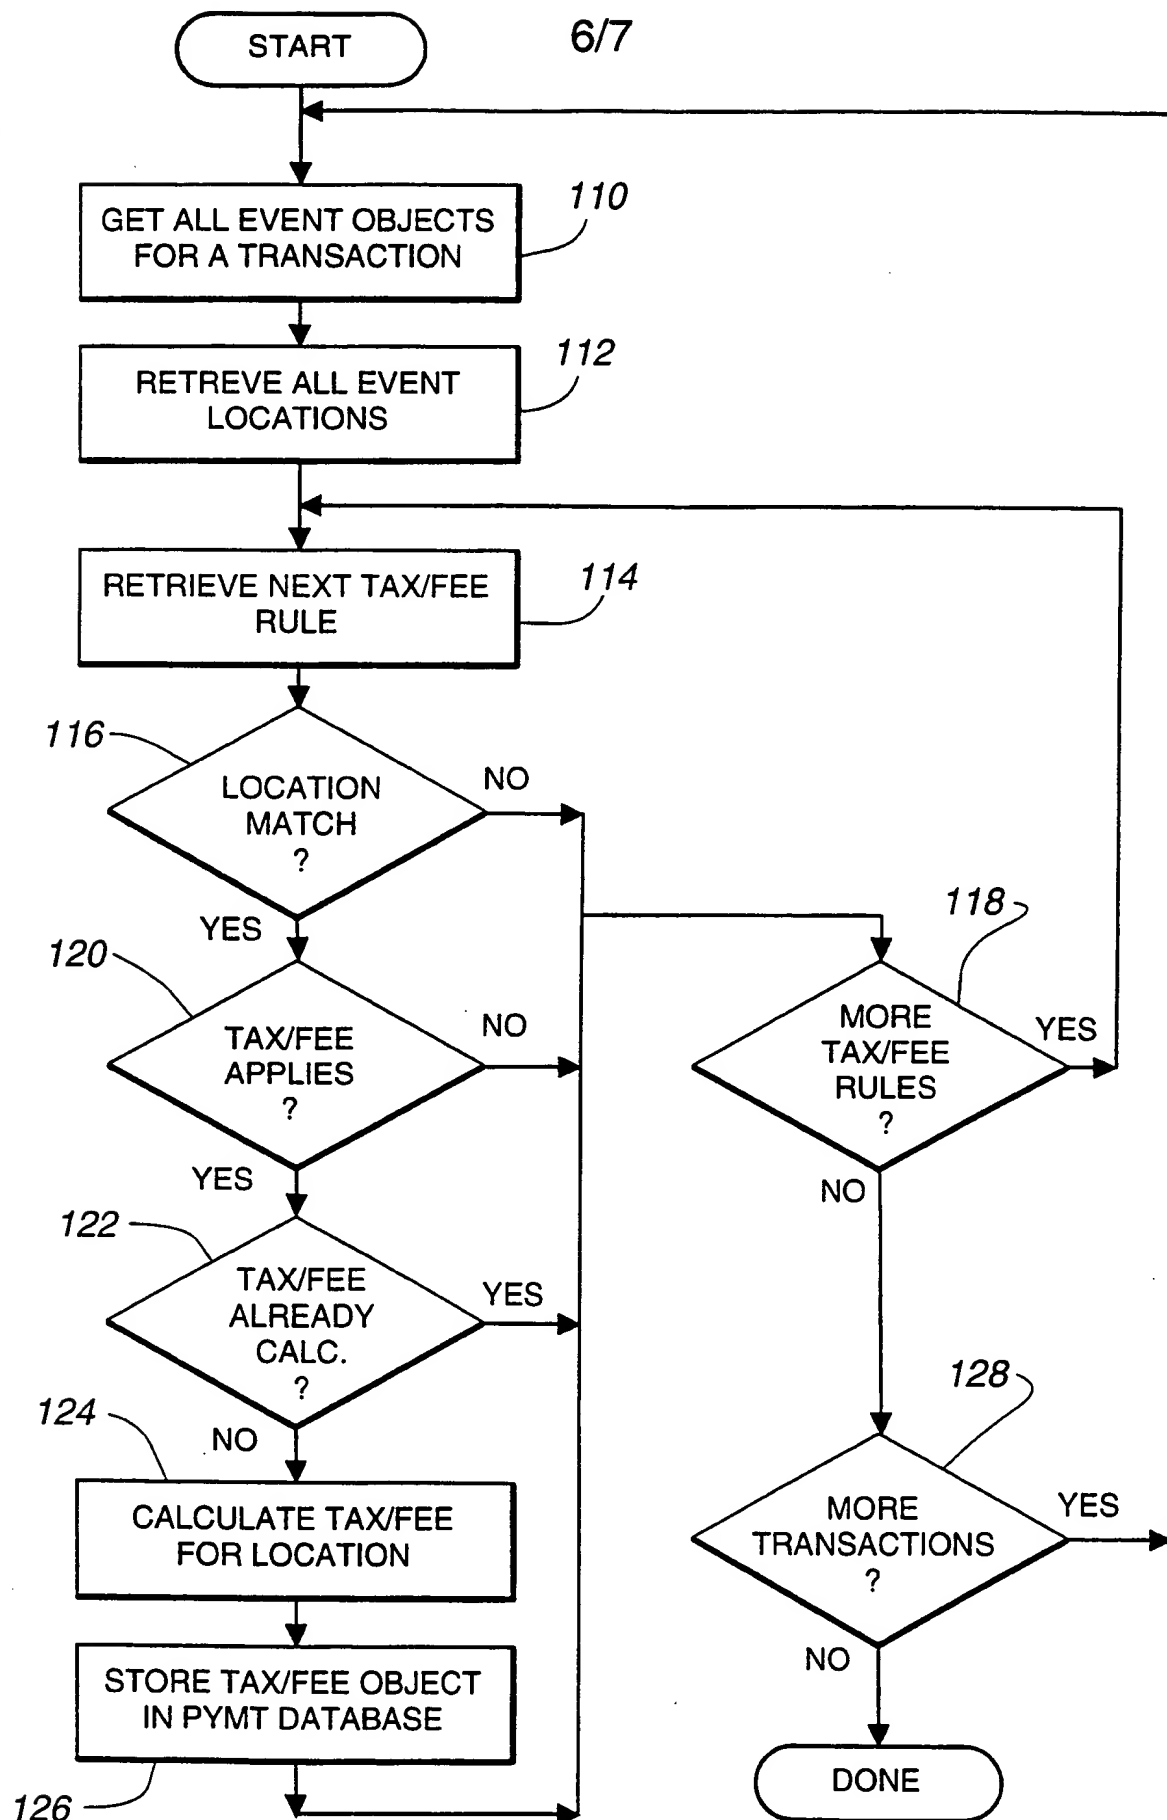 START
6/7
GET ALL EVENT OBJECTS
FOR A TRANSACTION
110
RETREVE ALL EVENT
LOCATIONS
112
RETRIEVE NEXT TAX/FEE
RULE
114
116
LOCATION
MATCH
?
NO
YES
120
TAX/FEE
APPLIES
?
NO
YES
122
TAX/FEE
ALREADY
CALC.
?
YES
NO
124
CALCULATE TAX/FEE
FOR LOCATION
STORE TAX/FEE OBJECT
IN PYMT DATABASE
126
118
MORE
TAX/FEE
RULES
?
YES
NO
128
MORE
TRANSACTIONS
?
YES
NO
DONE